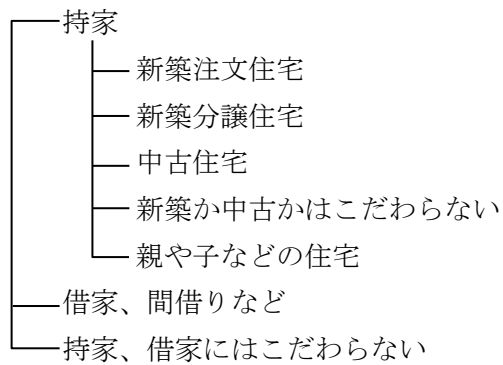 持家
新築注文住宅
新築分譲住宅
中古住宅
新築か中古かはこだわらない
親や子などの住宅
借家、間借りなど
持家、借家にはこだわらない